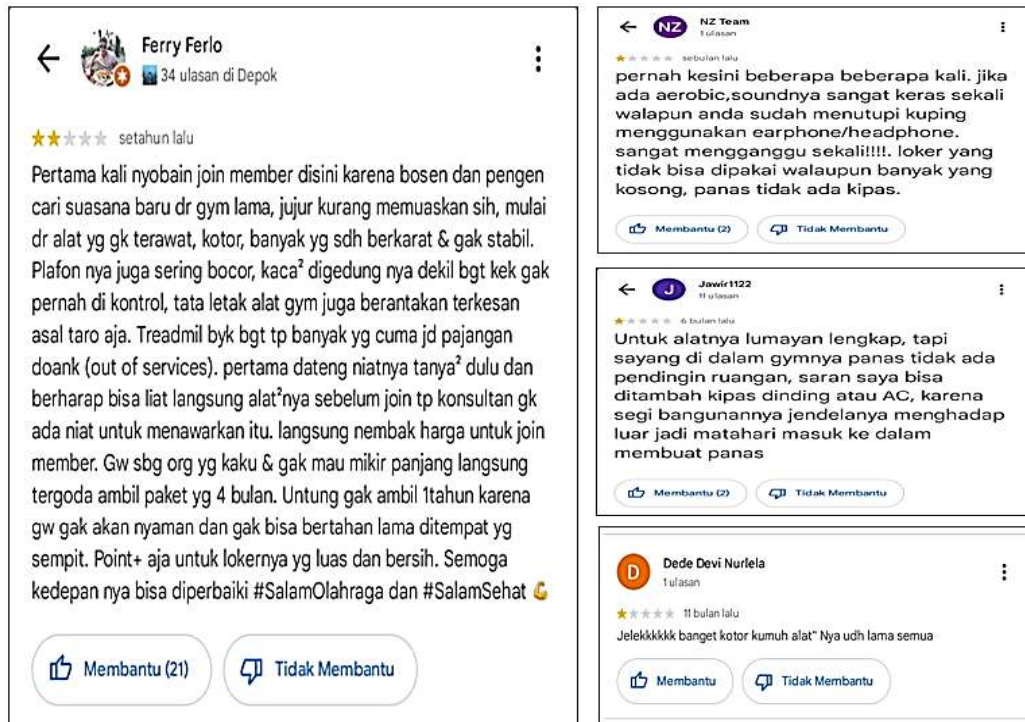 Ferry Ferlo
34 ulasan di Depok
setahun lalu
Pertama kali nyobain join member disini karena bosen dan pengen
cari suasana baru dr gym lama, jujur kurang memuaskan sih, mulai
dr alat yg gk terawat, kotor, banyak yg sdh berkarat & gak stabil.
Plafon nya juga sering bocor, kaca² digedung nya dekil bgt kek gak
pernah di kontrol, tata letak alat gym juga berantakan terkesan
asal taro aja. Treadmil byk bgt tp banyak yg cuma jd pajangan
doank (out of services). pertama dateng niatnya tanya² dulu dan
berharap bisa liat langsung alat²nya sebelum join tp konsultan gk
ada niat untuk menawarkan itu. langsung nembak harga untuk join
member. Gw sbg org yg kaku & gak mau mikir panjang langsung
tergoda ambil paket yg 4 bulan. Untung gak ambil 1tahun karena
gw gak akan nyaman dan gak bisa bertahan lama ditempat yg
sempit. Point+ aja untuk lokernya yg luas dan bersih. Semoga
kedepan nya bisa diperbaiki #SalamOlahraga dan #SalamSehat 💪
Membantu (21) Tidak Membantu
NZ
NZ Team
1 ulasan
sebulan lalu
pernah kesini beberapa beberapa kali. jika
ada aerobic,soundnya sangat keras sekali
walapun anda sudah menutupi kuping
menggunakan earphone/headphone.
sangat mengganggu sekali!!!!. loker yang
tidak bisa dipakai walaupun banyak yang
kosong, panas tidak ada kipas.
Membantu (2) Tidak Membantu
J
Jawir1122
11 ulasan
6 bulan lalu
Untuk alatnya lumayan lengkap, tapi
sayang di dalam gymnya panas tidak ada
pendingin ruangan, saran saya bisa
ditambah kipas dinding atau AC, karena
segi bangunannya jendelanya menghadap
luar jadi matahari masuk ke dalam
membuat panas
Membantu (2) Tidak Membantu
D
Dede Devi Nurlela
1 ulasan
11 bulan lalu
Jelekkkkkk banget kotor kumuh alat" Nya udh lama semua
Membantu Tidak Membantu